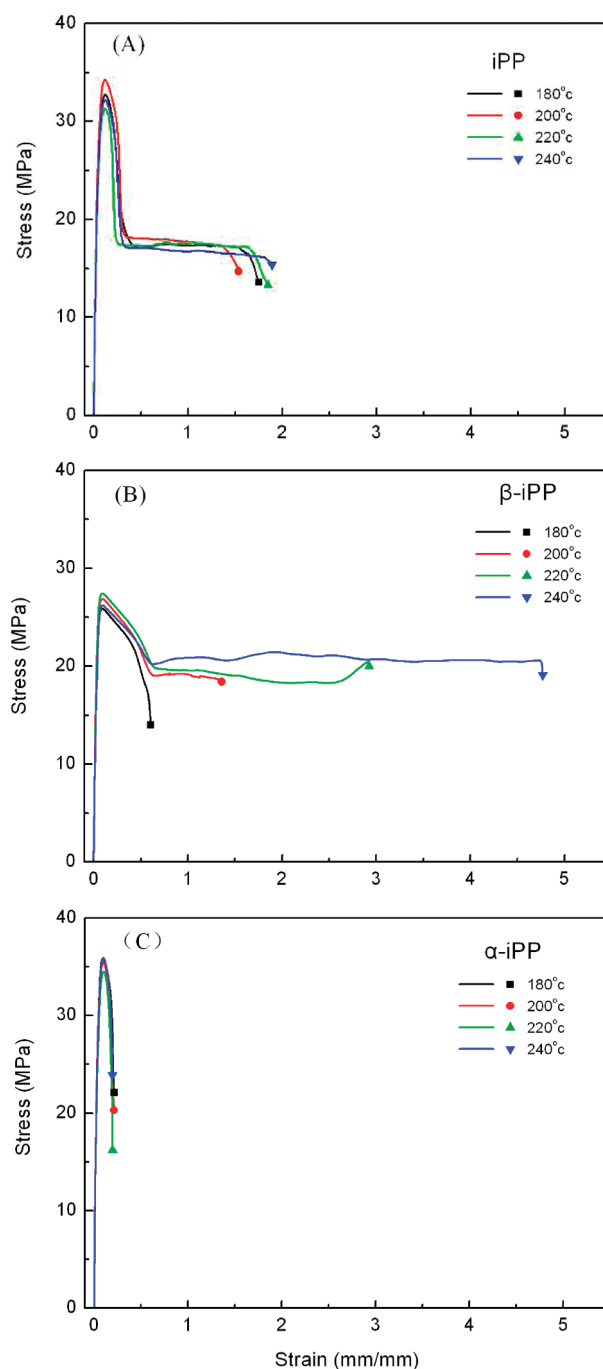 40
(A)
iPP
180°c
200°c
220°c
240°c
30
20
10
0
Stress (MPa)
0 1 2 3 4 5
40
(B)
β-iPP
180°c
200°c
220°c
240°c
30
20
10
0
Stress (MPa)
0 1 2 3 4 5
40
(C)
α-iPP
180°c
200°c
220°c
240°c
30
20
10
0
Stress (MPa)
0 1 2 3 4 5
Strain (mm/mm)